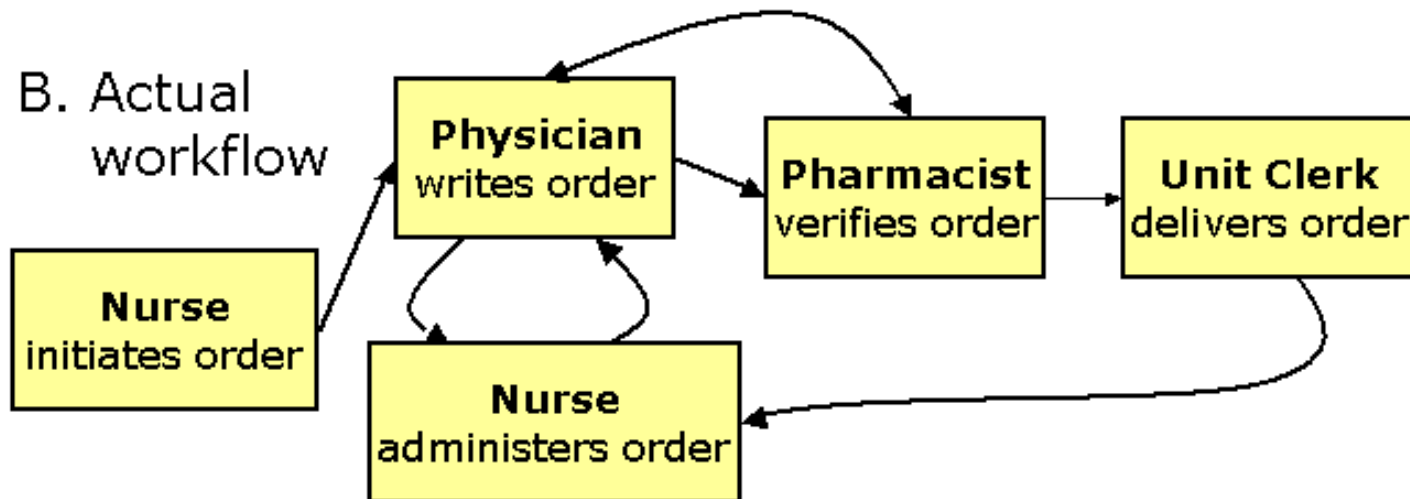 B. Actual
workflow
Physician
writes order
Pharmacist
verifies order
Unit Clerk
delivers order
Nurse
initiates order
Nurse
administers order